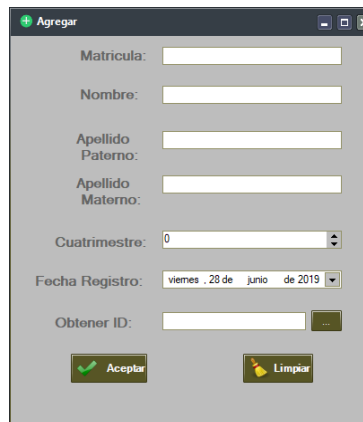 Agregar
Matricula:
Nombre:
Apellido
Paterno:
Apellido
Materno:
Cuatrimestre: 0
Fecha Registro: viernes , 28 de junio de 2019
Obtener ID: ...
Aceptar Limpiar